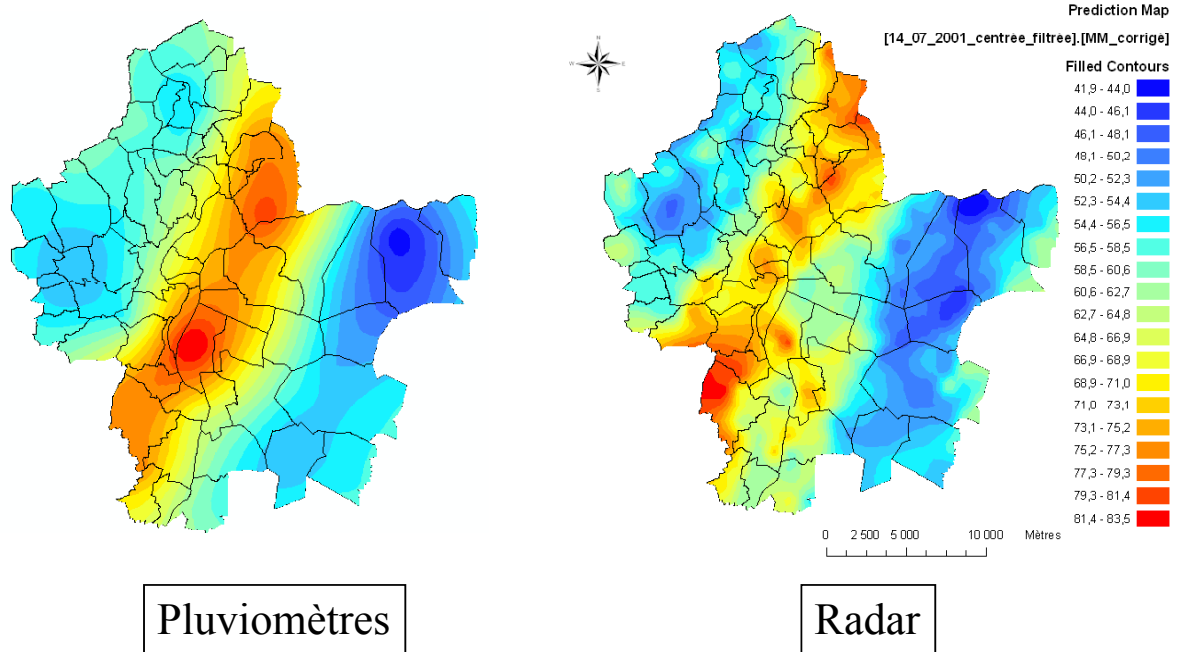 Prediction Map
[14_07_2001_centrée_filtrée].[MM_corrigé]
Filled Contours
41,9 - 44,0
44,0 - 46,1
46,1 - 48,1
48,1 - 50,2
50,2 - 52,3
52,3 - 54,4
54,4 - 56,5
56,5 - 58,5
58,5 - 60,6
60,6 - 62,7
62,7 - 64,8
64,8 - 66,9
66,9 - 68,9
68,9 - 71,0
71,0 - 73,1
73,1 - 75,2
75,2 - 77,3
77,3 - 79,3
79,3 - 81,4
81,4 - 83,5
N
W
E
S
0 2 500 5 000 10 000 Mètres
Pluviomètres
Radar